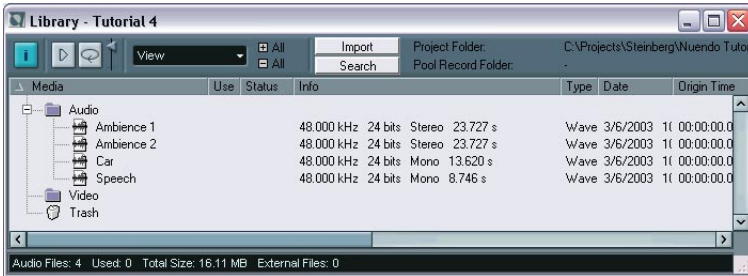 Library - Tutorial 4
View
All
All
Import
Search
Project Folder:
C:\Projects\Steinberg\Nuendo Tuto
Pool Record Folder:
-
Media Use Status Info Type Date Origin Time
Audio
Ambience 1 48.000 kHz 24 bits Stereo 23.727 s Wave 3/6/2003 1( 00:00:00.0
Ambience 2 48.000 kHz 24 bits Stereo 23.727 s Wave 3/6/2003 1( 00:00:00.0
Car 48.000 kHz 24 bits Mono 13.620 s Wave 3/6/2003 1( 00:00:00.0
Speech 48.000 kHz 24 bits Mono 8.746 s Wave 3/6/2003 1( 00:00:00.0
Video
Trash
Audio Files: 4 Used: 0 Total Size: 16.11 MB External Files: 0